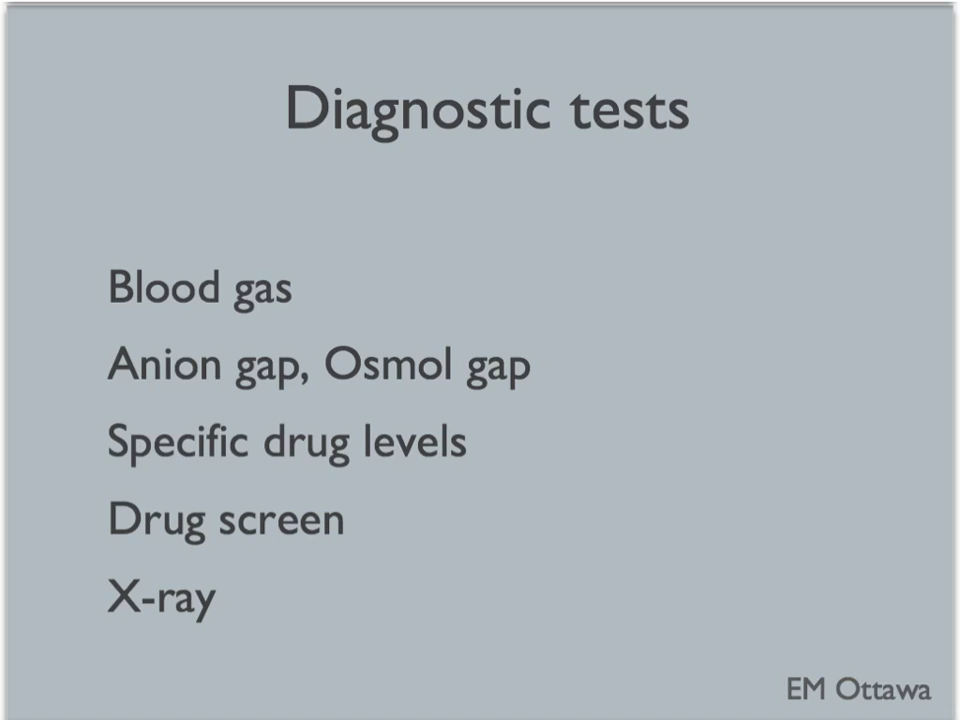 Diagnostic tests
Blood gas
Anion gap, Osmol gap
Specific drug levels
Drug screen
X-ray
EM Ottawa